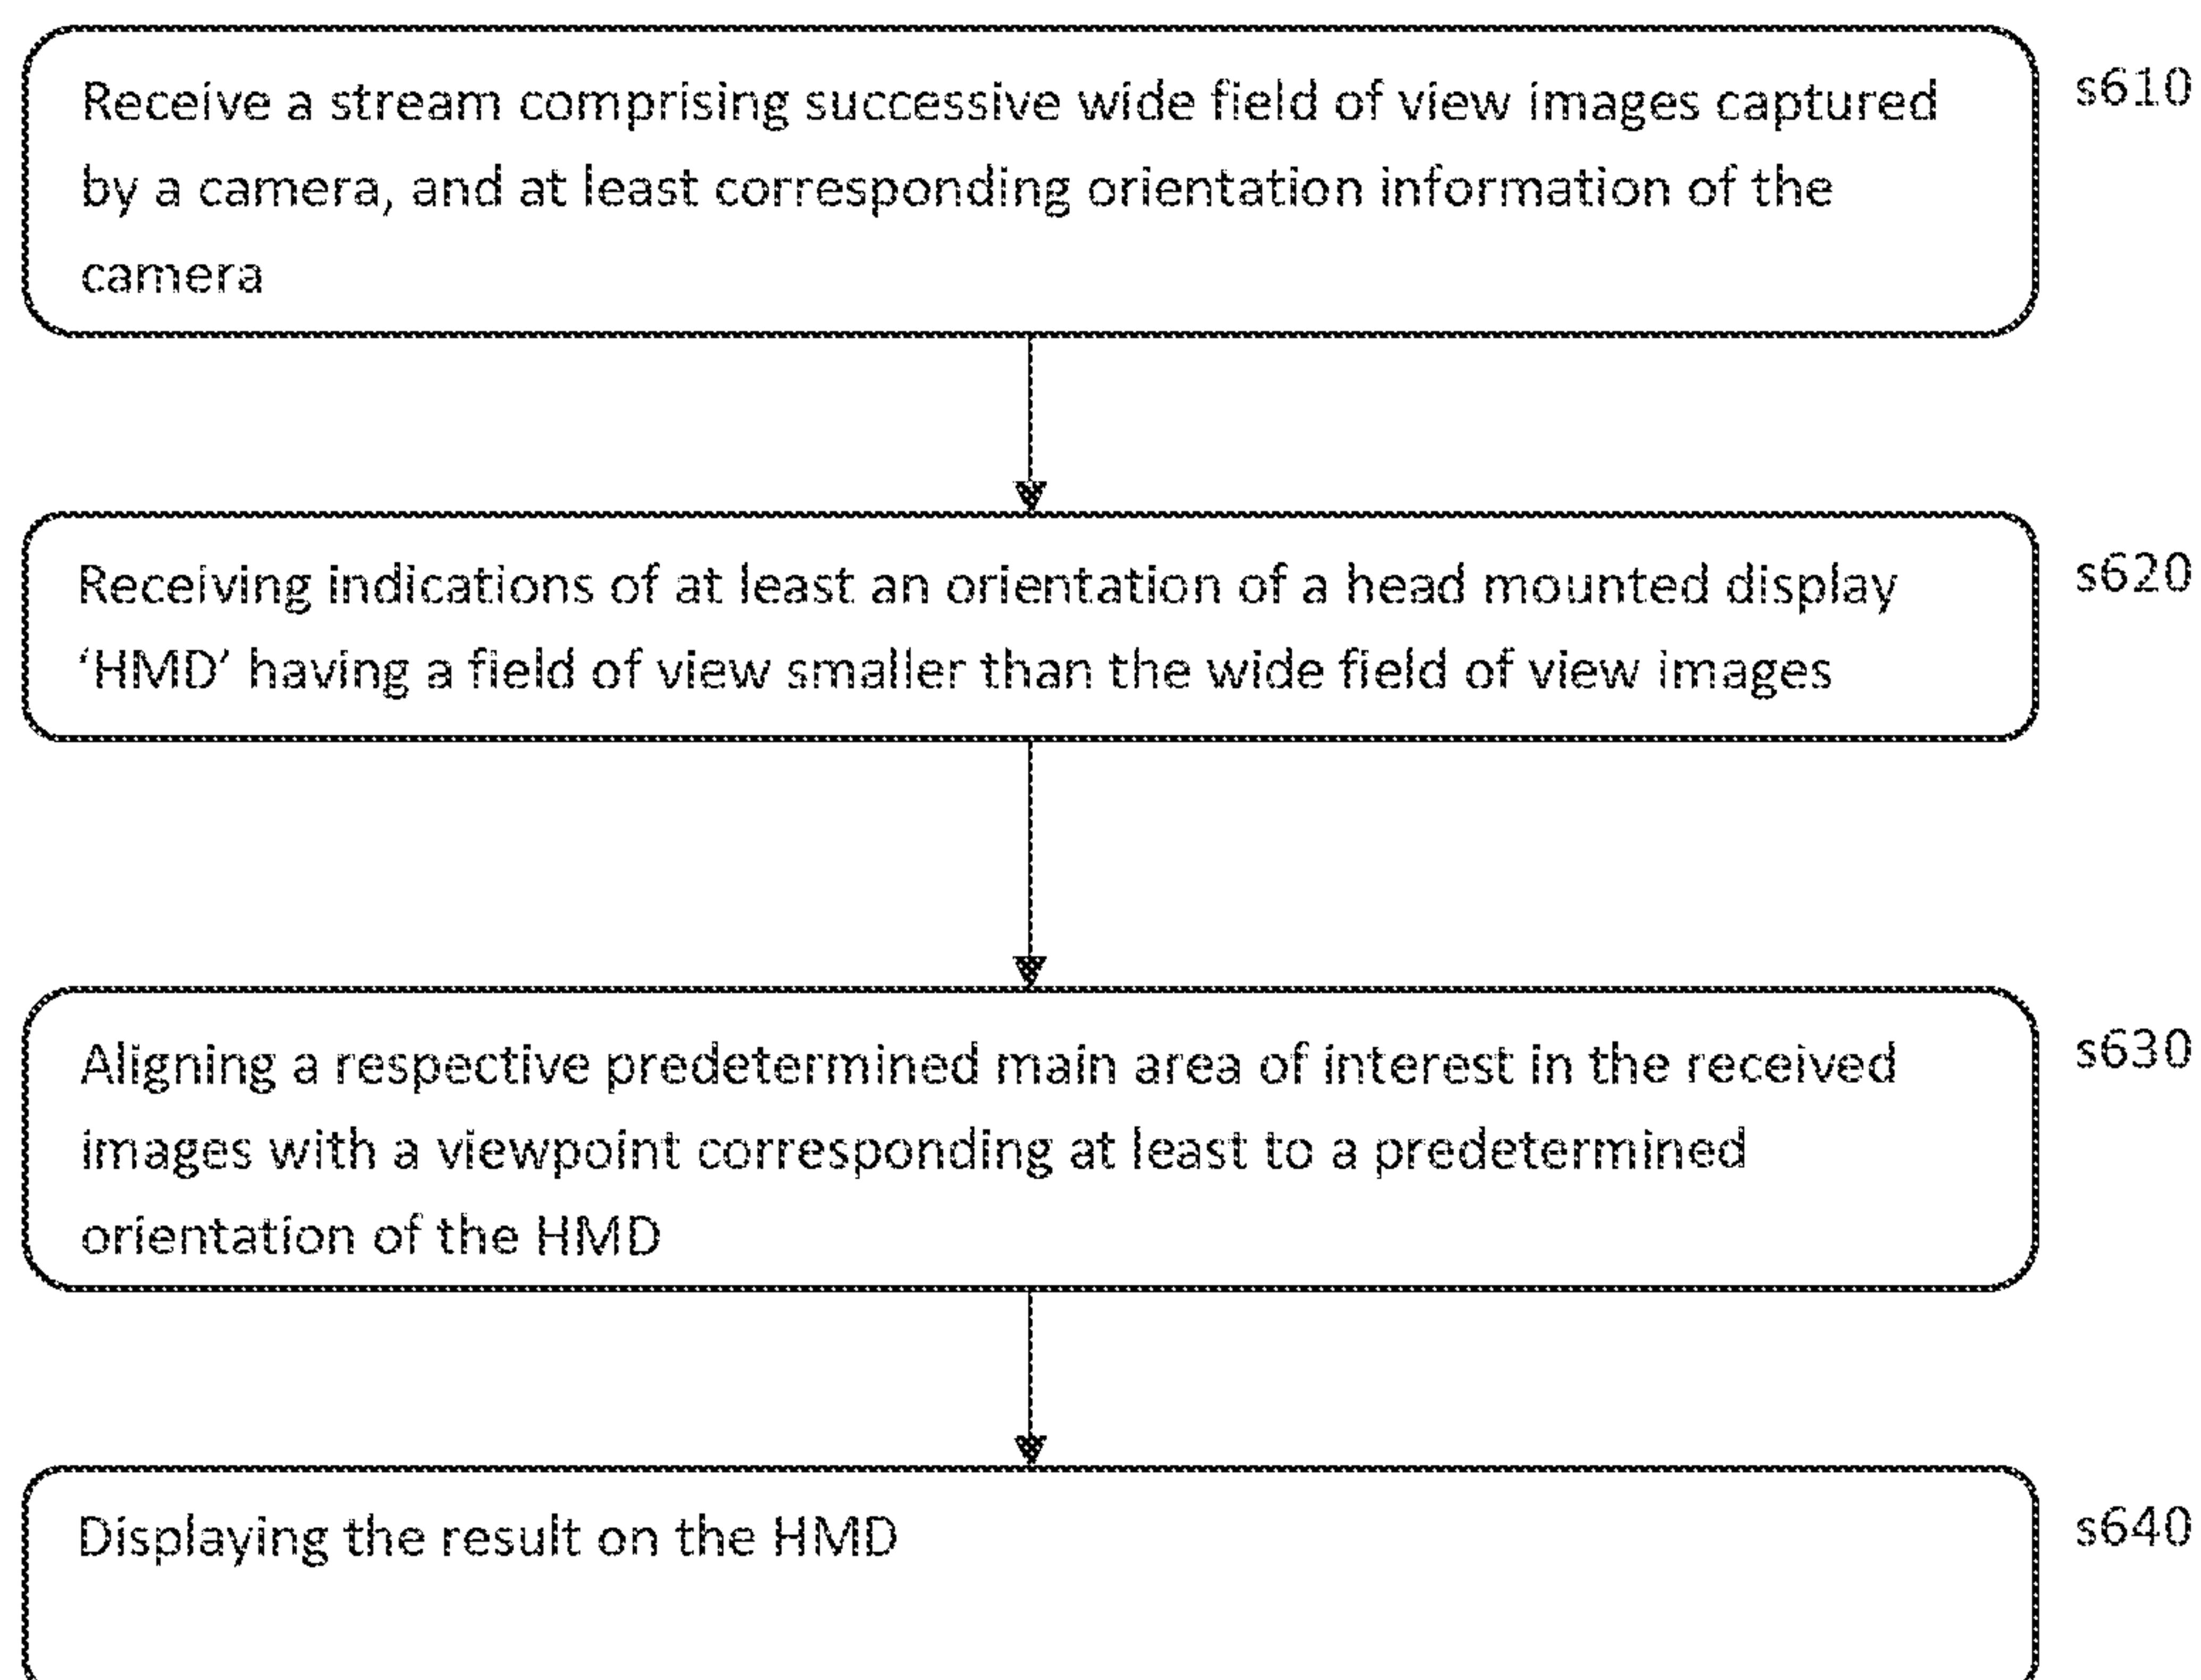 Receive a stream comprising successive wide field of view images captured
by a camera, and at least corresponding orientation information of the
camera
s610
Receiving indications of at least an orientation of a head mounted display
‘HMD’ having a field of view smaller than the wide field of view images
s620
Aligning a respective predetermined main area of interest in the received
images with a viewpoint corresponding at least to a predetermined
orientation of the HMD
s630
Displaying the result on the HMD
s640